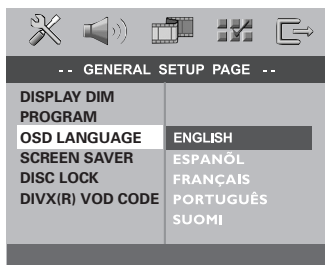 -- GENERAL SETUP PAGE --
DISPLAY DIM
PROGRAM
OSD LANGUAGE ENGLISH
SCREEN SAVER ESPANÕL
DISC LOCK FRANÇAIS
DIVX(R) VOD CODE PORTUGUÊS
SUOMI